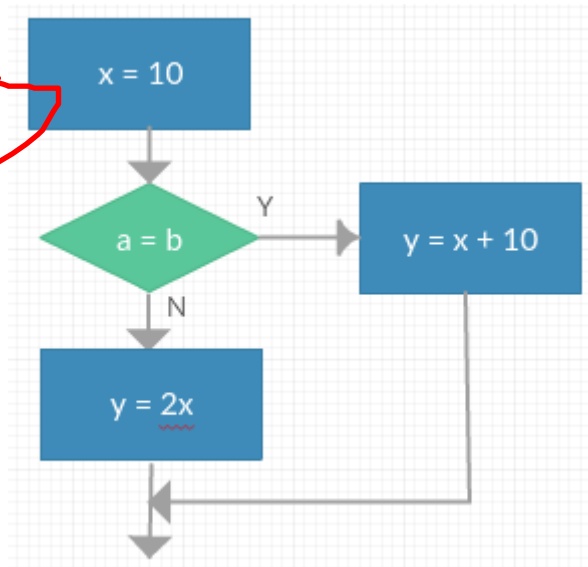 x = 10
Y
a = b
y = x + 10
N
y = 2x